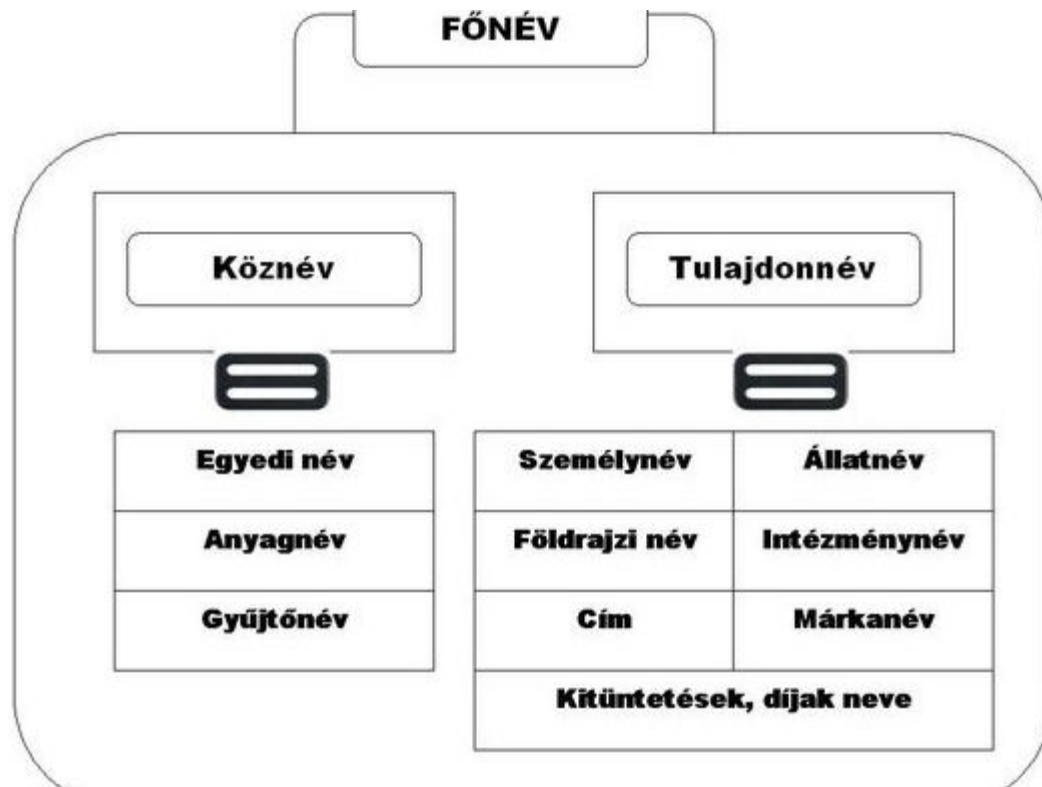 FŐNÉV
Köznév
Tulajdonnév
Egyedi név
Anyagnév
Gyűjtőnév
Személynév
Állatnév
Földrajzi név
Intézménynév
Cím
Márkanév
Kitüntetések, díjak neve